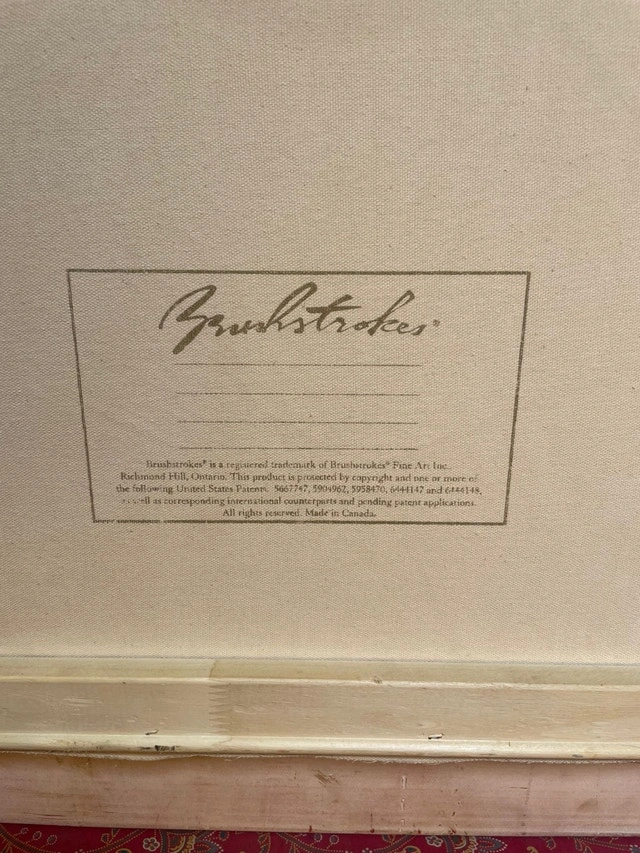 Brushstrokes®
Brushstrokes® is a registered trademark of Brushstrokes® Fine Art Inc.
Richmond Hill, Ontario. This product is protected by copyright and one or more of
the following United States Patents. 5667747, 5904962, 5958470, 6444147 and 6444148,
as well as corresponding international counterparts and pending patent applications.
All rights reserved. Made in Canada.